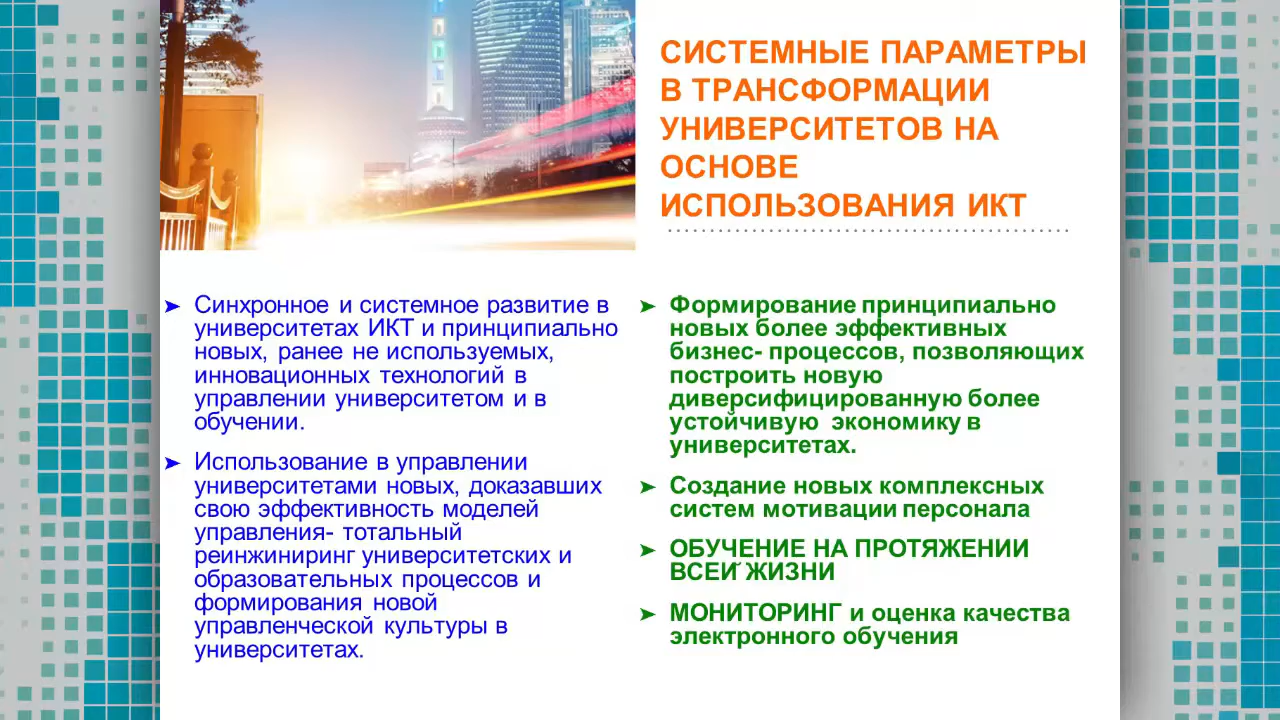 СИСТЕМНЫЕ ПАРАМЕТРЫ
В ТРАНСФОРМАЦИИ
УНИВЕРСИТЕТОВ НА
ОСНОВЕ
ИСПОЛЬЗОВАНИЯ ИКТ
Синхронное и системное развитие в
университетах ИКТ и принципиально
новых, ранее не используемых,
инновационных технологий в
управлении университетом и в
обучении.
Использование в управлении
университетами новых, доказавших
свою эффективность моделей
управления- тотальный
реинжиниринг университетских и
образовательных процессов и
формирования новой
управленческой культуры в
университетах.
Формирование принципиально
новых более эффективных
бизнес- процессов, позволяющих
построить новую
диверсифицированную более
устойчивую экономику в
университетах.
Создание новых комплексных
систем мотивации персонала
ОБУЧЕНИЕ НА ПРОТЯЖЕНИИ
ВСЕЙ ЖИЗНИ
МОНИТОРИНГ и оценка качества
электронного обучения